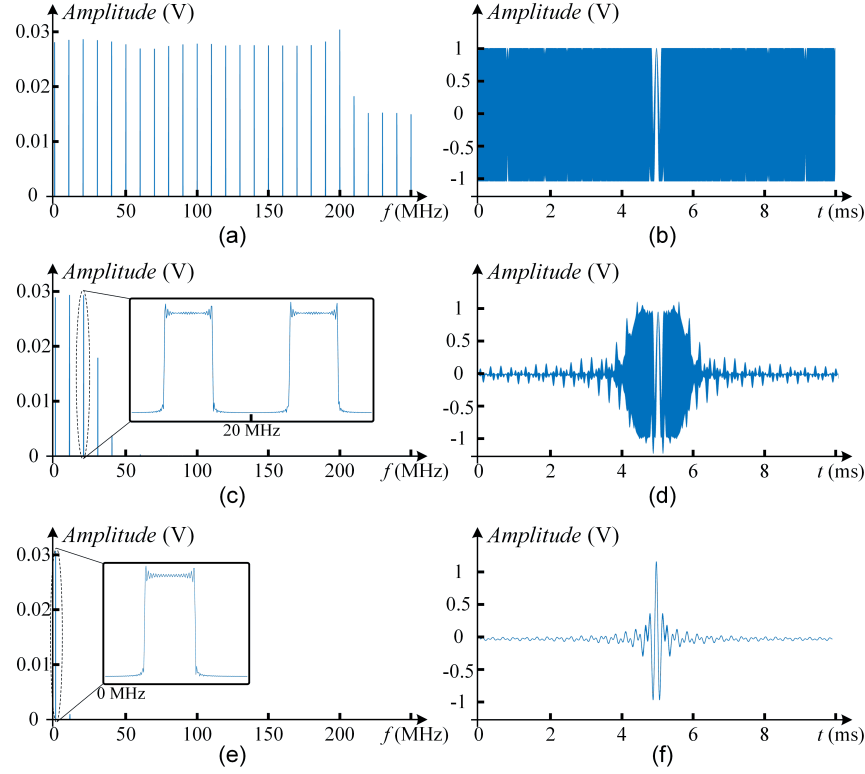 Amplitude (V)
0.03
0.02
0.01
0
0 50 100 150 200 f (MHz)
(a)
Amplitude (V)
1
0.5
0
-0.5
-1
0 2 4 6 8 t (ms)
(b)
Amplitude (V)
0.03
0.02
0.01
0
20 MHz
0 50 100 150 200 f (MHz)
(c)
Amplitude (V)
1
0.5
0
-0.5
-1
0 2 4 6 8 t (ms)
(d)
Amplitude (V)
0.03
0.02
0.01
0
0 MHz
0 50 100 150 200 f (MHz)
(e)
Amplitude (V)
1
0.5
0
-0.5
-1
0 2 4 6 8 t (ms)
(f)